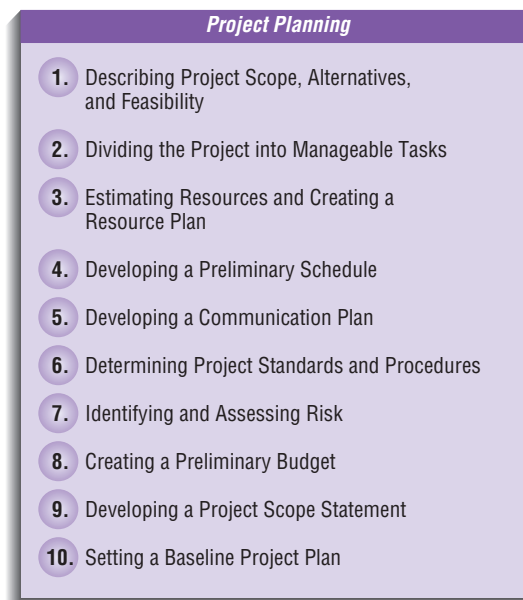 Project Planning
1. Describing Project Scope, Alternatives,
and Feasibility
2. Dividing the Project into Manageable Tasks
3. Estimating Resources and Creating a
Resource Plan
4. Developing a Preliminary Schedule
5. Developing a Communication Plan
6. Determining Project Standards and Procedures
7. Identifying and Assessing Risk
8. Creating a Preliminary Budget
9. Developing a Project Scope Statement
10. Setting a Baseline Project Plan